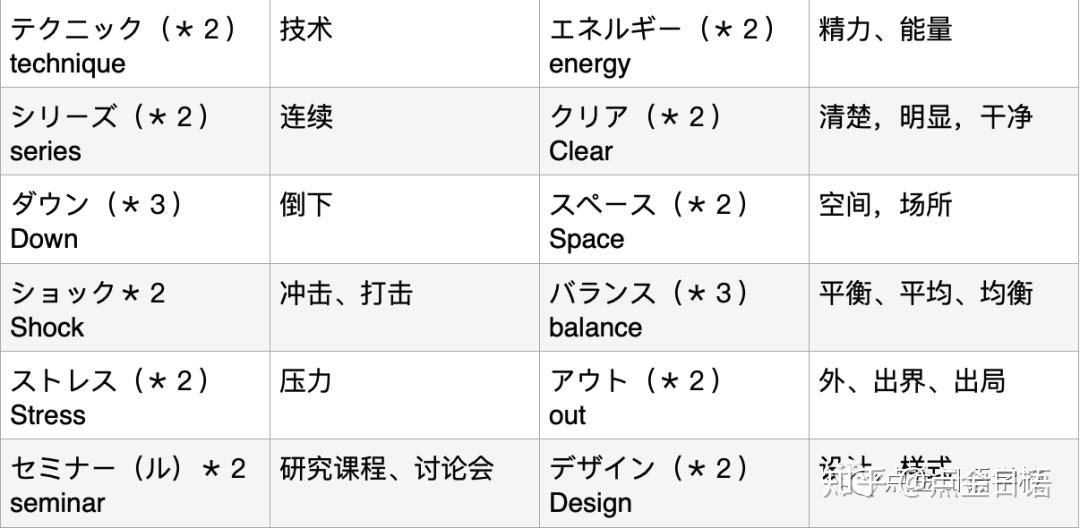 テクニック（＊２）
technique
技术
エネルギー（＊２）
energy
精力、能量
シリーズ（＊２）
series
连续
クリア（＊２）
Clear
清楚，明显，干净
ダウン（＊３）
Down
倒下
スペース（＊２）
Space
空间，场所
ショック＊２
Shock
冲击、打击
バランス（＊３）
balance
平衡、平均、均衡
ストレス（＊２）
Stress
压力
アウト（＊２）
out
外、出界、出局
セミナー（ル）＊２
seminar
研究课程、讨论会
デザイン（＊２）
Design
设计、样式
知乎